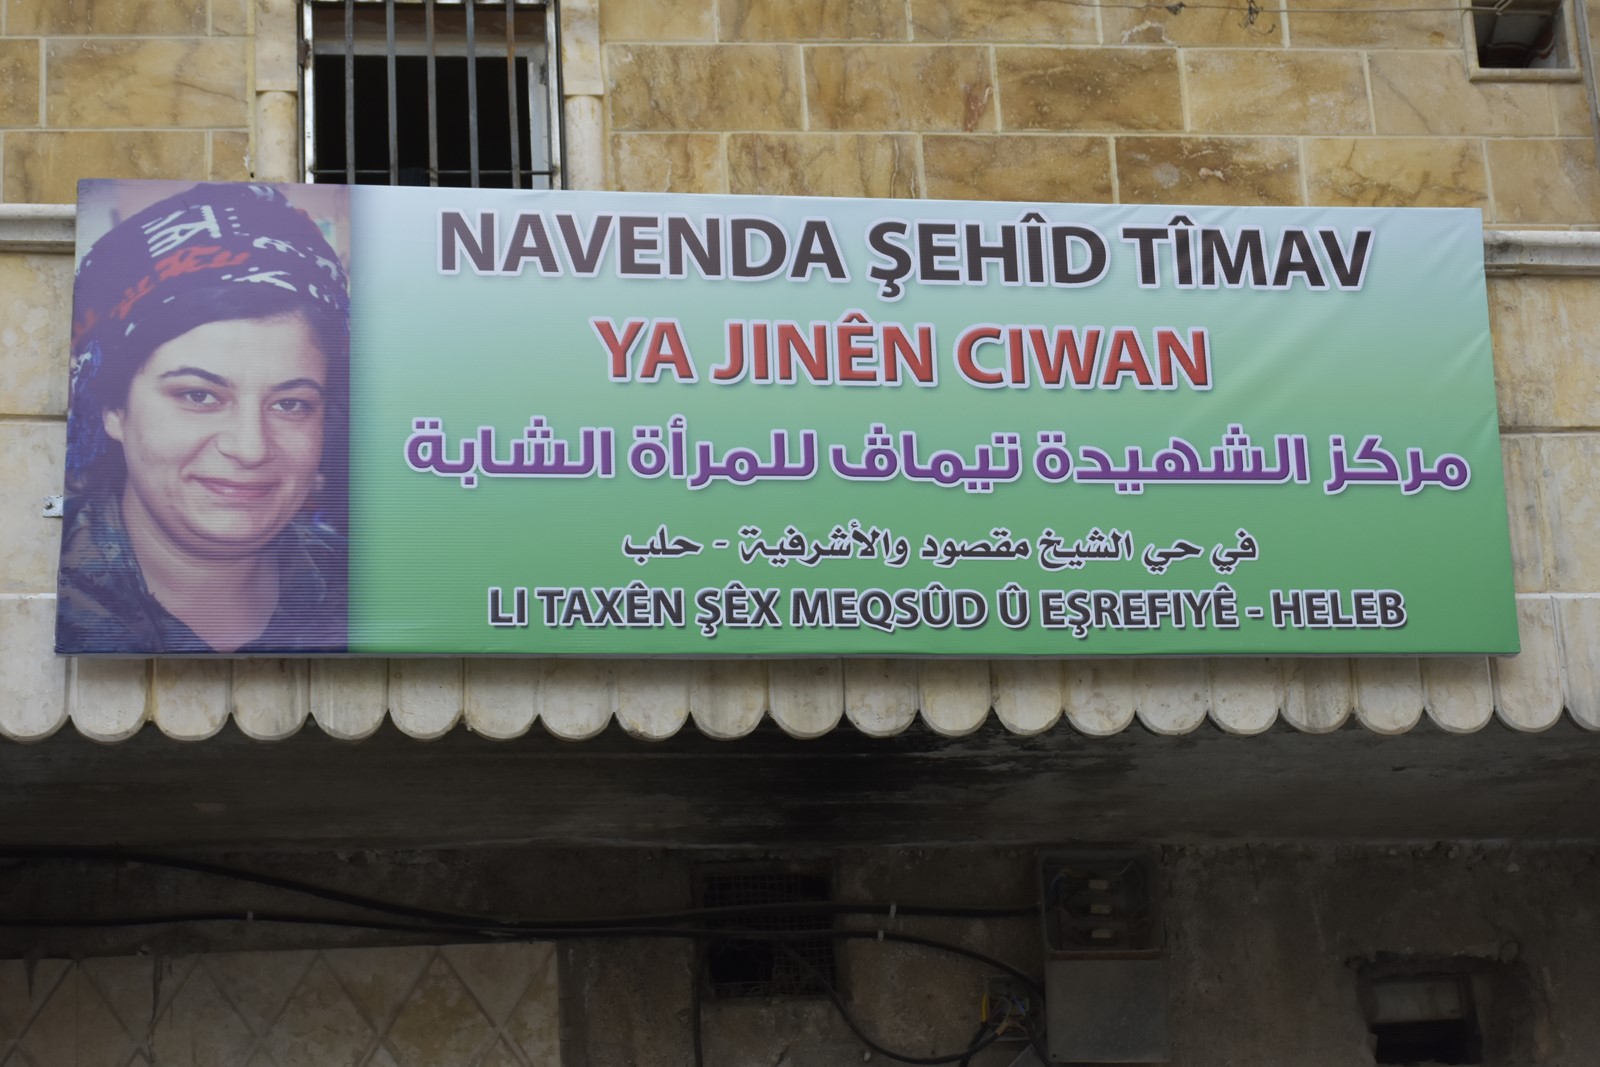 NAVENDA ŞEHÎD TÎMAV
YA JINÊN CIWAN
مركز الشهيدة تيماڤ للمرأة الشابة
في حي الشيخ مقصود والأشرفية - حلب
LI TAXÊN ŞÊX MEQSÛD Û EŞREFIYÊ - HELEB